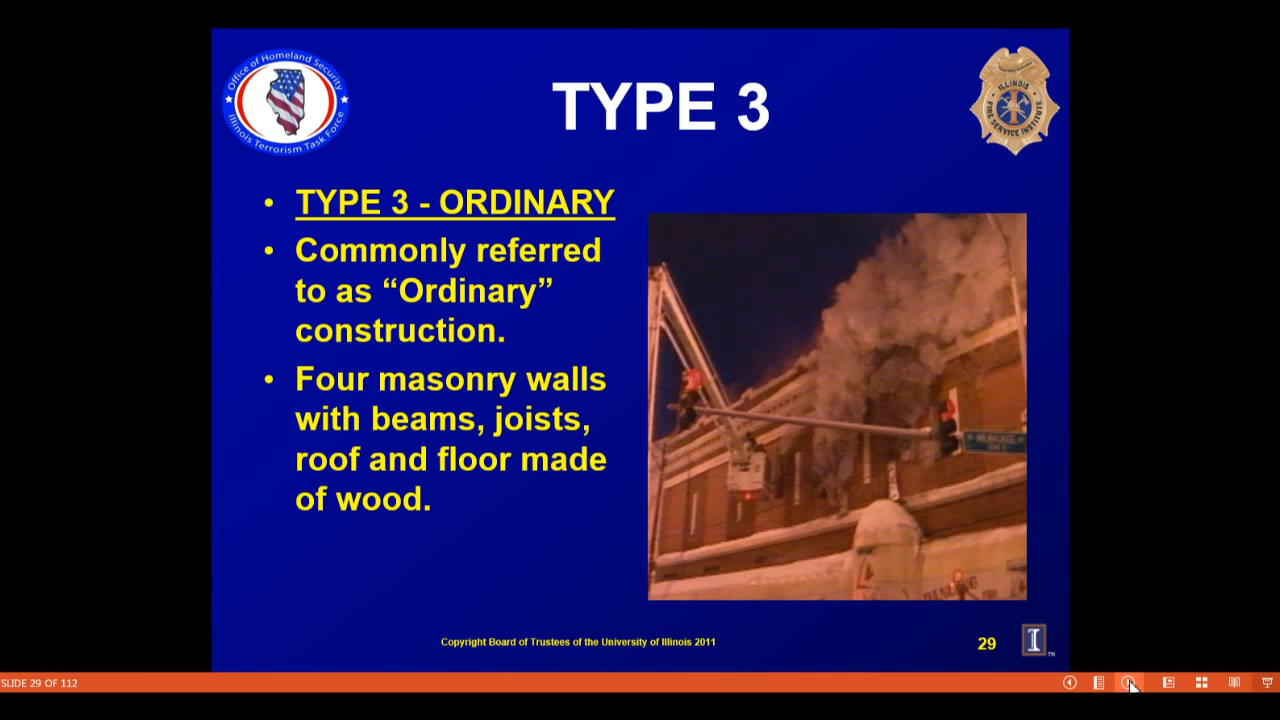 Office of Homeland Security
Illinois Terrorism Task Force
TYPE 3
ILLINOIS
FIRE SERVICE INSTITUTE
• TYPE 3 - ORDINARY
• Commonly referred
to as “Ordinary”
construction.
• Four masonry walls
with beams, joists,
roof and floor made
of wood.
MILWAUKEE
Copyright Board of Trustees of the University of Illinois 2011
29
I
TM
SLIDE 29 OF 112